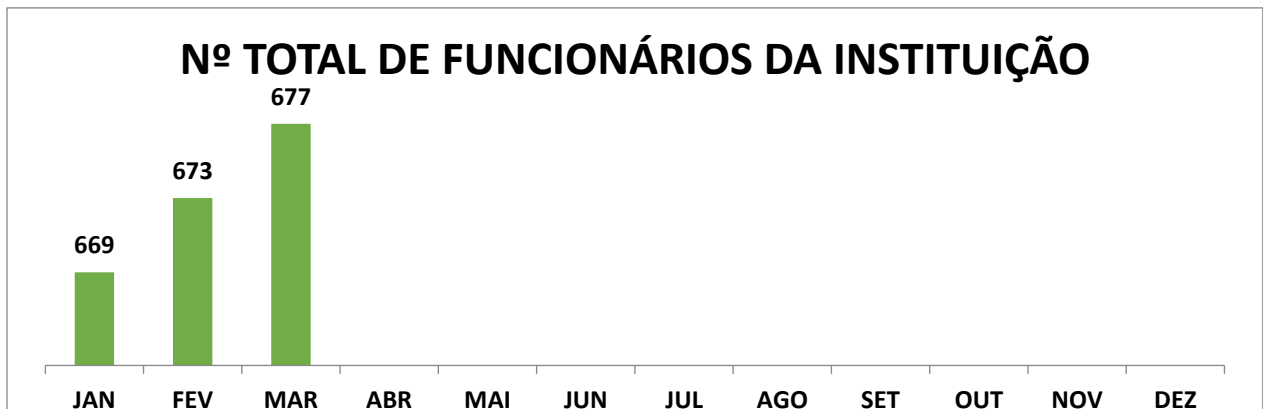 Nº TOTAL DE FUNCIONÁRIOS DA INSTITUIÇÃO
677
673
669
JAN FEV MAR ABR MAI JUN JUL AGO SET OUT NOV DEZ